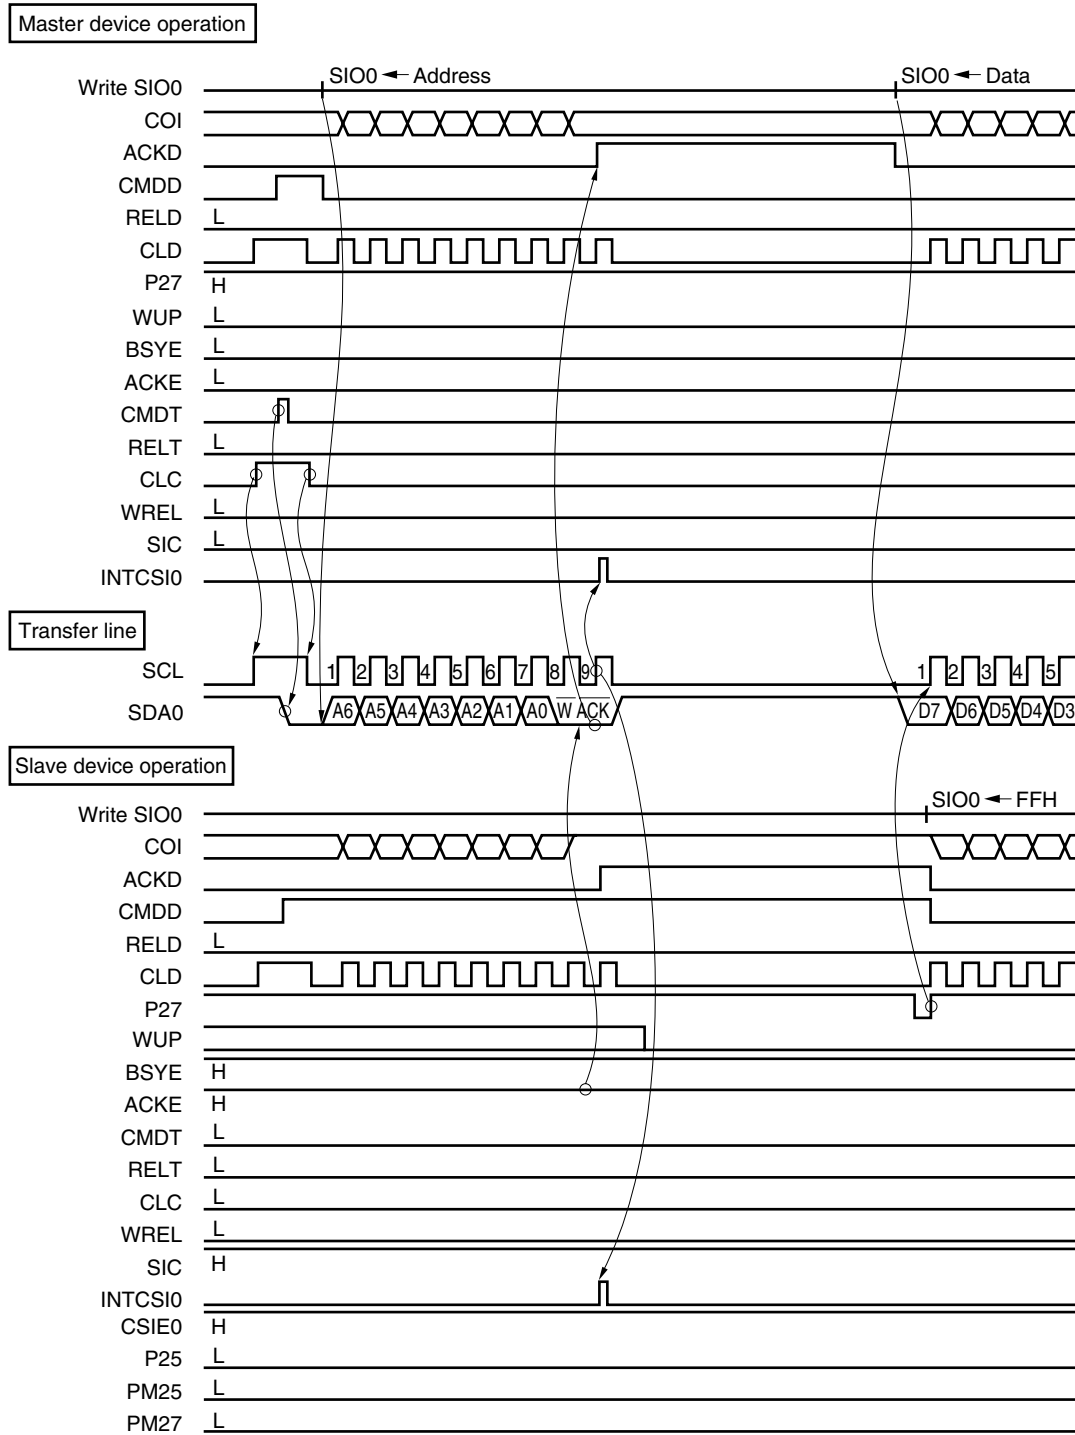 Master device operation
SIO0 ← Address
SIO0 ← Data
Write SIO0
COI
ACKD
CMDD
RELD L
CLD
P27 H
WUP L
BSYE L
ACKE L
CMDT
RELT L
CLC
WREL L
SIC L
INTCSI0
Transfer line
SCL 1 2 3 4 5 6 7 8 9 1 2 3 4 5
SDA0 A6 A5 A4 A3 A2 A1 A0 W ACK D7 D6 D5 D4 D3
Slave device operation
SIO0 ← FFH
Write SIO0
COI
ACKD
CMDD
RELD L
CLD
P27
WUP
BSYE H
ACKE H
CMDT L
RELT L
CLC L
WREL L
SIC H
INTCSI0
CSIE0 H
P25 L
PM25 L
PM27 L